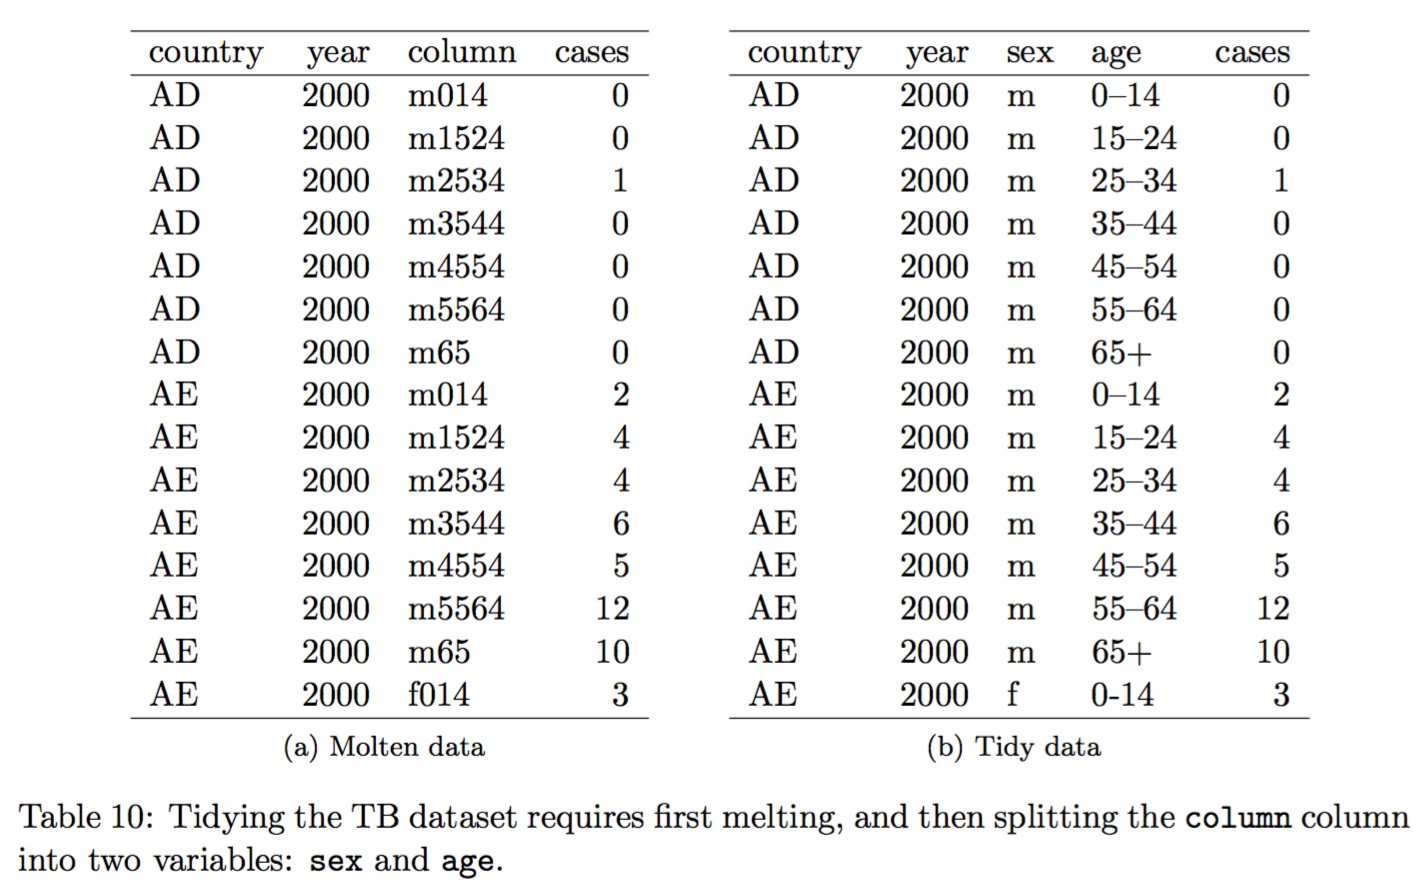 country year column cases
AD 2000 m014 0
AD 2000 m1524 0
AD 2000 m2534 1
AD 2000 m3544 0
AD 2000 m4554 0
AD 2000 m5564 0
AD 2000 m65 0
AE 2000 m014 2
AE 2000 m1524 4
AE 2000 m2534 4
AE 2000 m3544 6
AE 2000 m4554 5
AE 2000 m5564 12
AE 2000 m65 10
AE 2000 f014 3
(a) Molten data
country year sex age cases
AD 2000 m 0–14 0
AD 2000 m 15–24 0
AD 2000 m 25–34 1
AD 2000 m 35–44 0
AD 2000 m 45–54 0
AD 2000 m 55–64 0
AD 2000 m 65+ 0
AE 2000 m 0–14 2
AE 2000 m 15–24 4
AE 2000 m 25–34 4
AE 2000 m 35–44 6
AE 2000 m 45–54 5
AE 2000 m 55–64 12
AE 2000 m 65+ 10
AE 2000 f 0-14 3
(b) Tidy data
Table 10: Tidying the TB dataset requires first melting, and then splitting the column column
into two variables: sex and age.